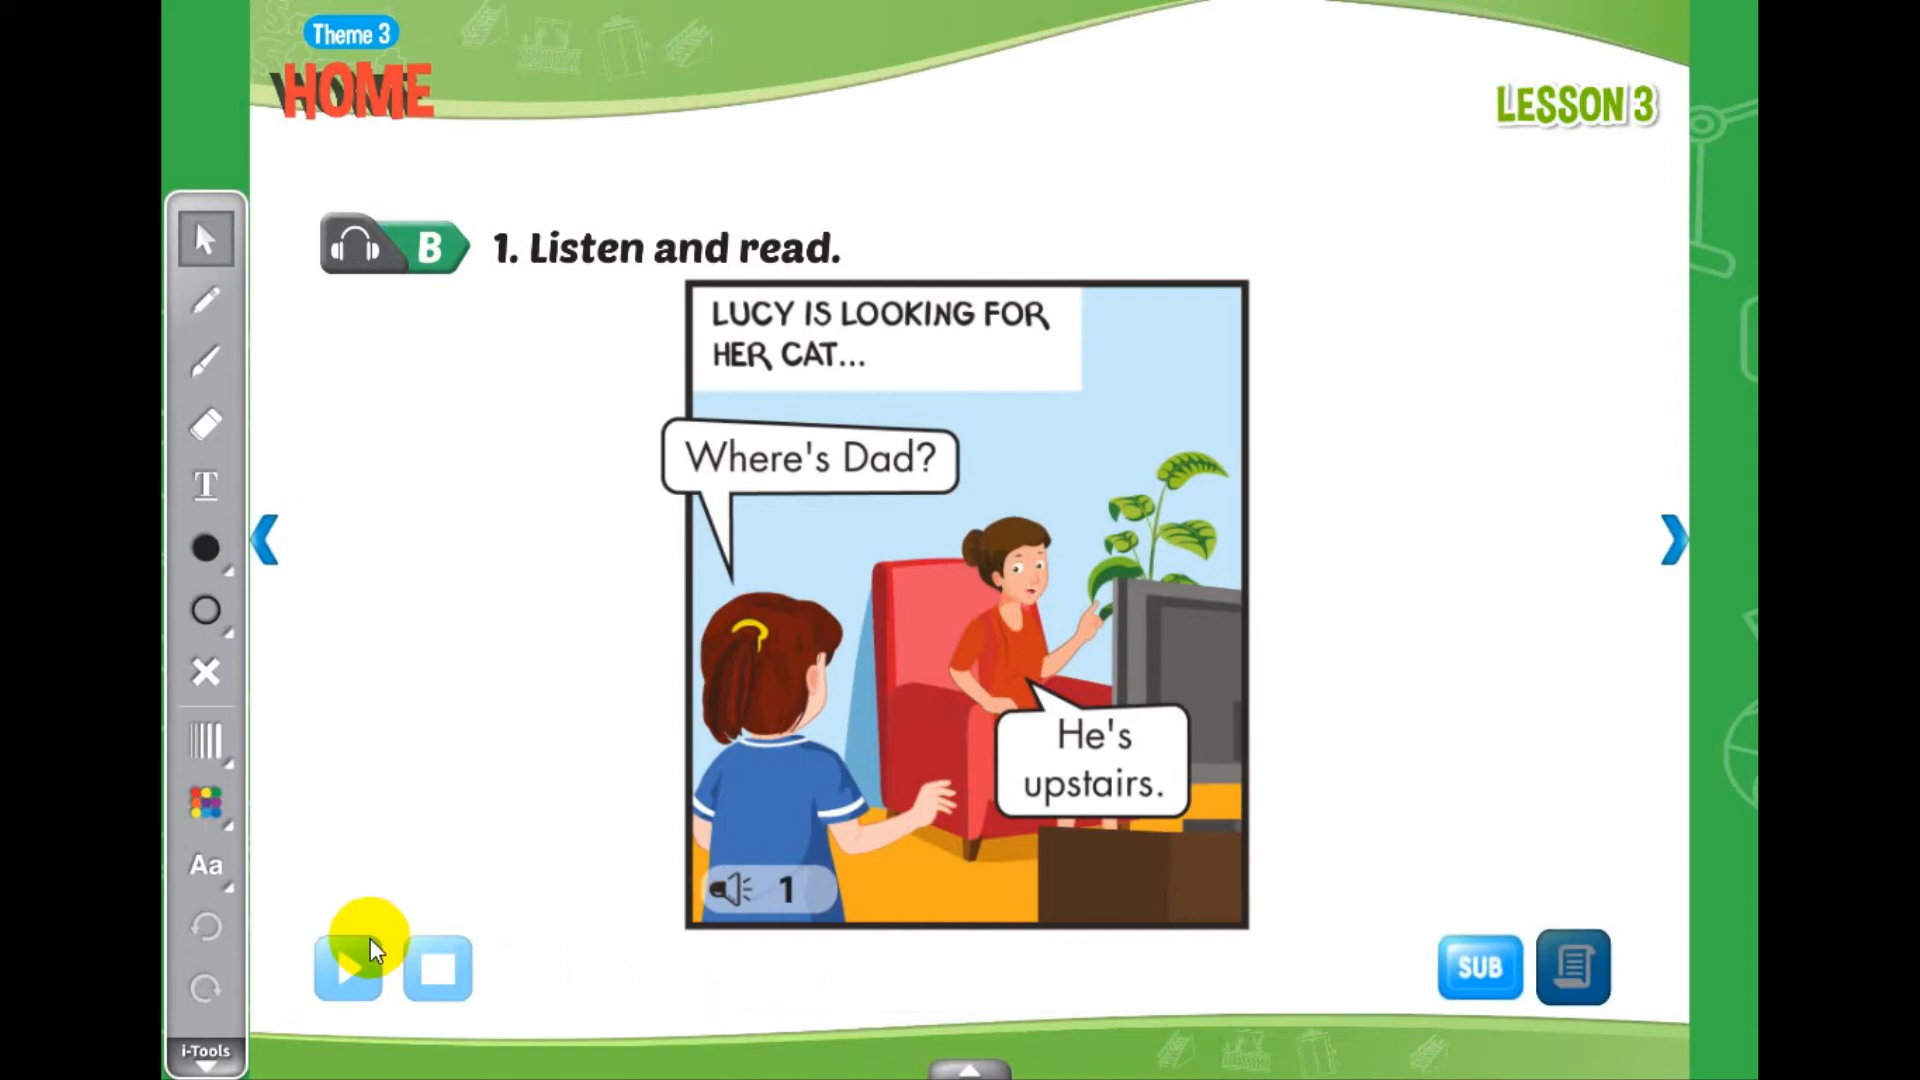 Theme 3
HOME
LESSON 3
B
1. Listen and read.
LUCY IS LOOKING FOR
HER CAT...
Where's Dad?
He's
upstairs.
1
T
Aa
i-Tools
SUB